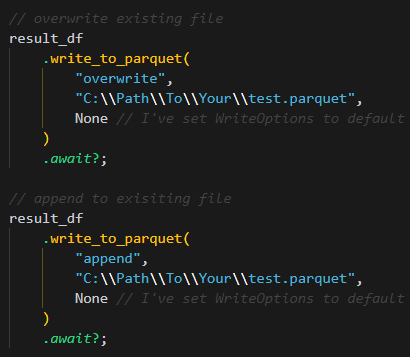 // overwrite existing file
result_df
    .write_to_parquet(
        "overwrite",
        "C:\\Path\\To\\Your\\test.parquet",
        None // I've set WriteOptions to default
    )
    .await?;

// append to exisiting file
result_df
    .write_to_parquet(
        "append",
        "C:\\Path\\To\\Your\\test.parquet",
        None // I've set WriteOptions to default
    )
    .await?;